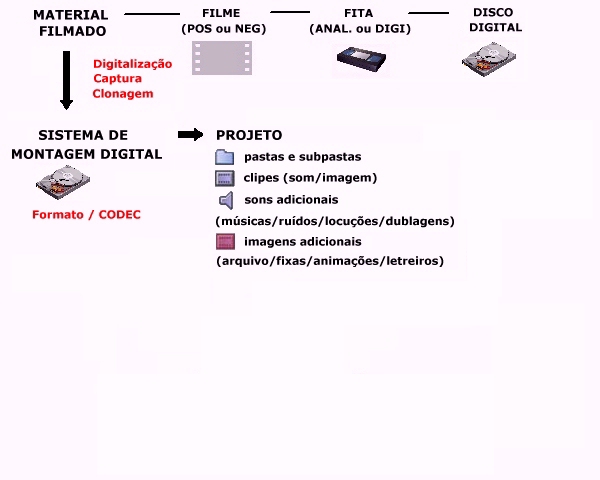 MATERIAL
FILMADO
FILME
(POS ou NEG)
FITA
(ANAL. ou DIGI)
DISCO
DIGITAL
Digitalização
Captura
Clonagem
SISTEMA DE
MONTAGEM DIGITAL
Formato / CODEC
PROJETO
pastas e subpastas
clipes (som/imagem)
sons adicionais
(músicas/ruídos/locuções/dublagens)
imagens adicionais
(arquivo/fixas/animações/letreiros)